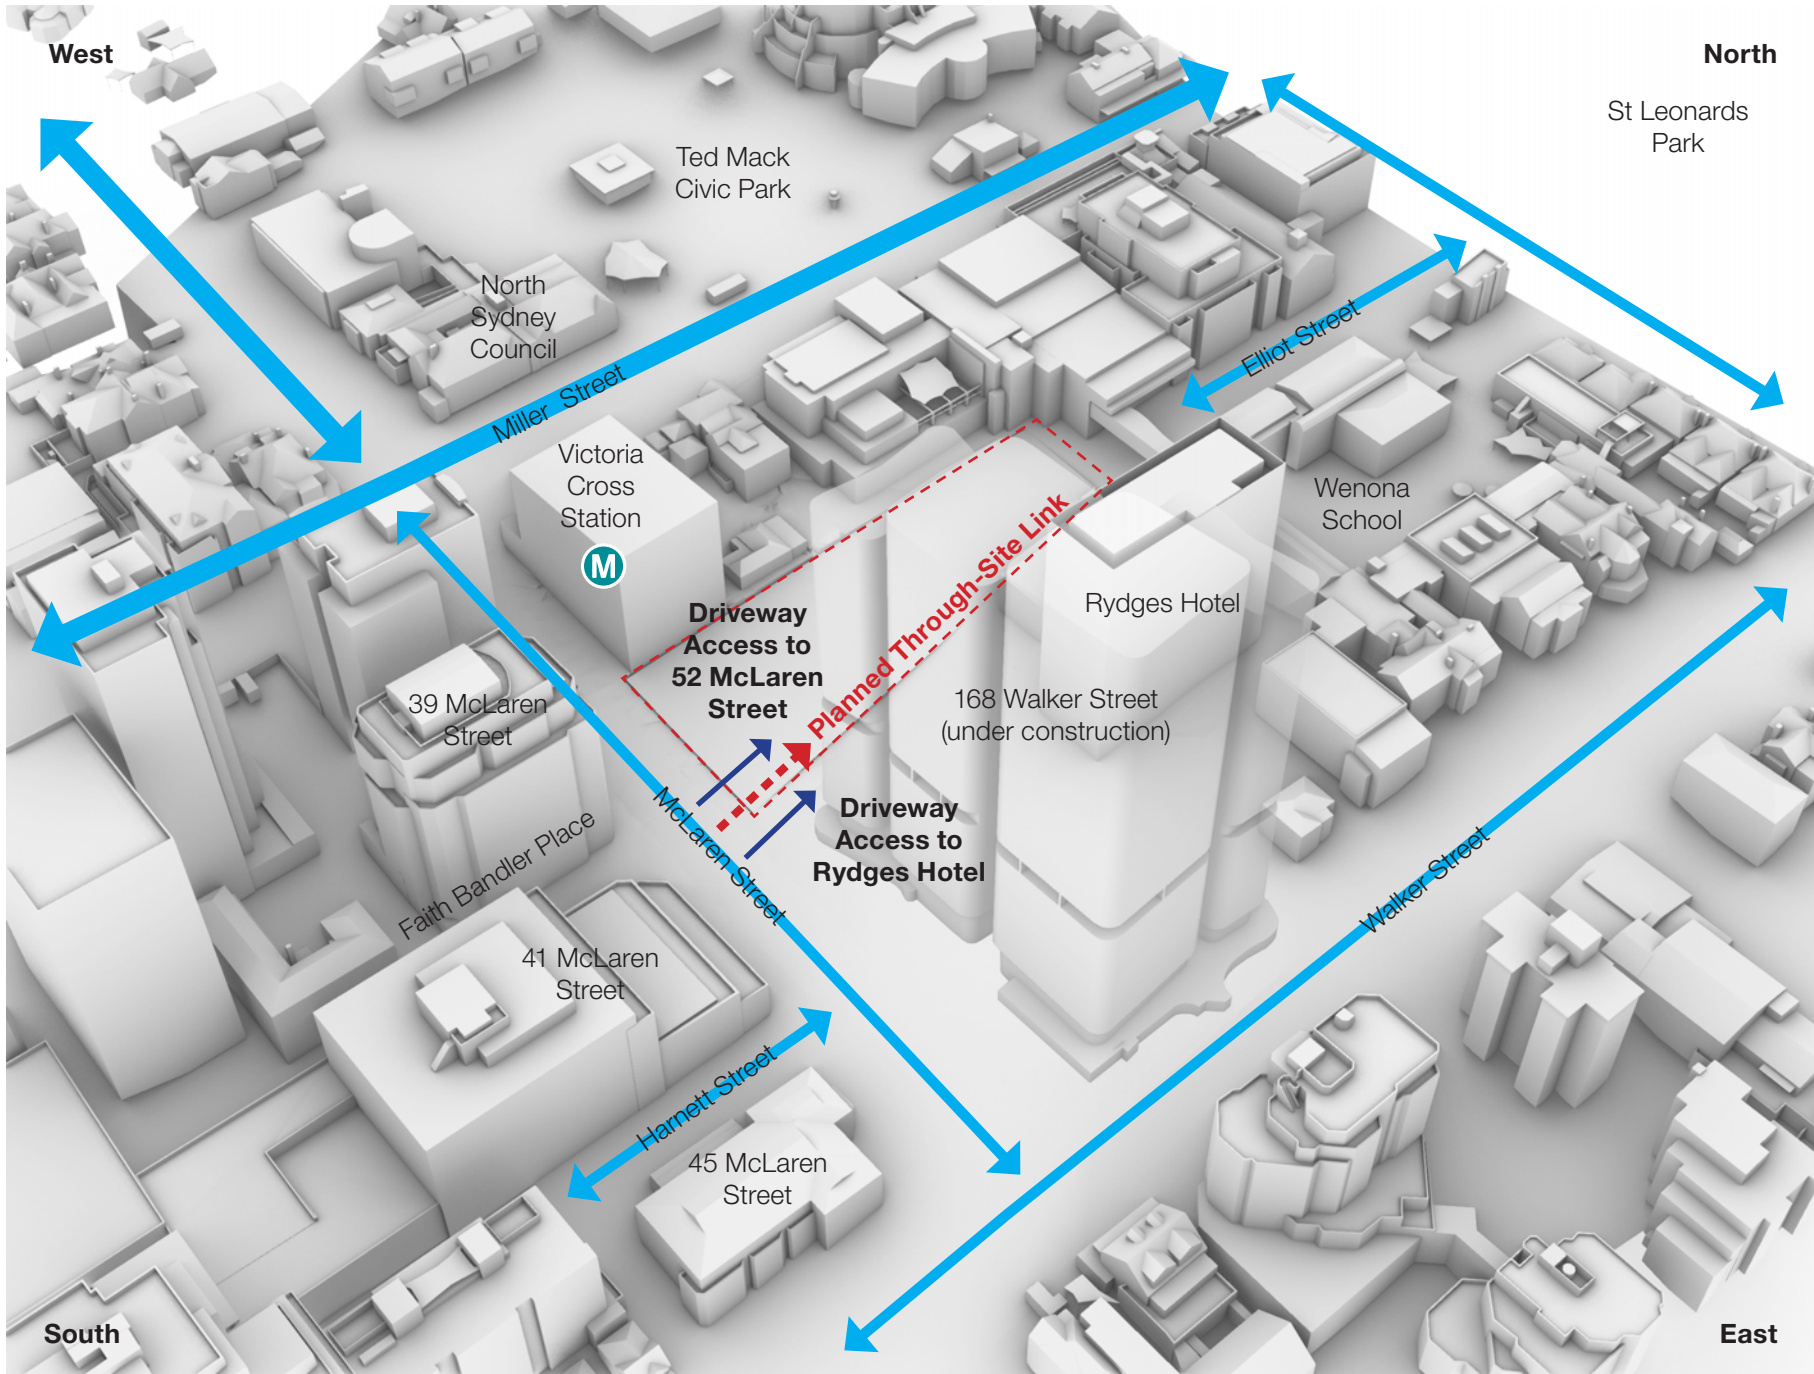 West
North
St Leonards
Park
Ted Mack
Civic Park
North
Sydney
Council
Elliot Street
Miller Street
Victoria
Cross
Station
M
Wenona
School
Planned Through-Site Link
Rydges Hotel
Driveway
Access to
52 McLaren
Street
168 Walker Street
(under construction)
39 McLaren
Street
McLaren Street
Driveway
Access to
Rydges Hotel
Faith Bandler Place
Walker Street
41 McLaren
Street
Harnett Street
45 McLaren
Street
South
East